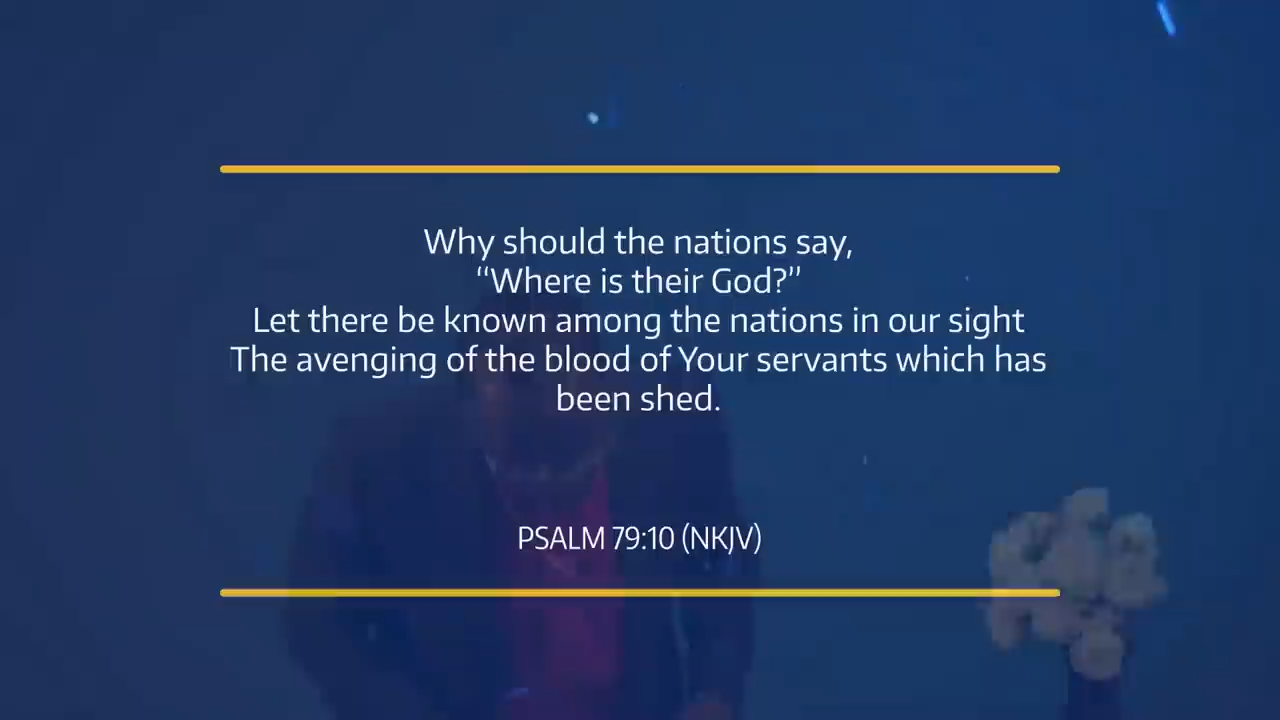 Why should the nations say,
“Where is their God?”
Let there be known among the nations in our sight
The avenging of the blood of Your servants which has
been shed.
PSALM 79:10 (NKJV)